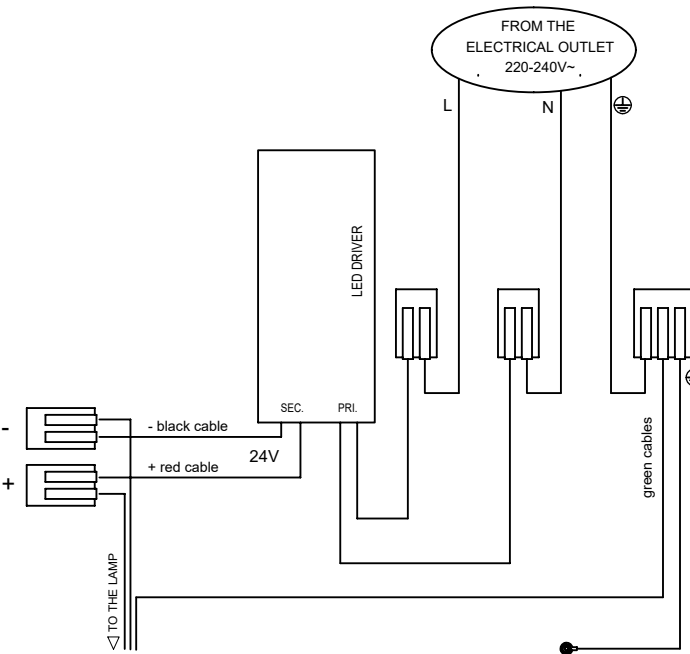 FROM THE
ELECTRICAL OUTLET
220-240V~
L
N
LED DRIVER
SEC.
PRI.
-
- black cable
24V
+
+ red cable
green cables
TO THE LAMP